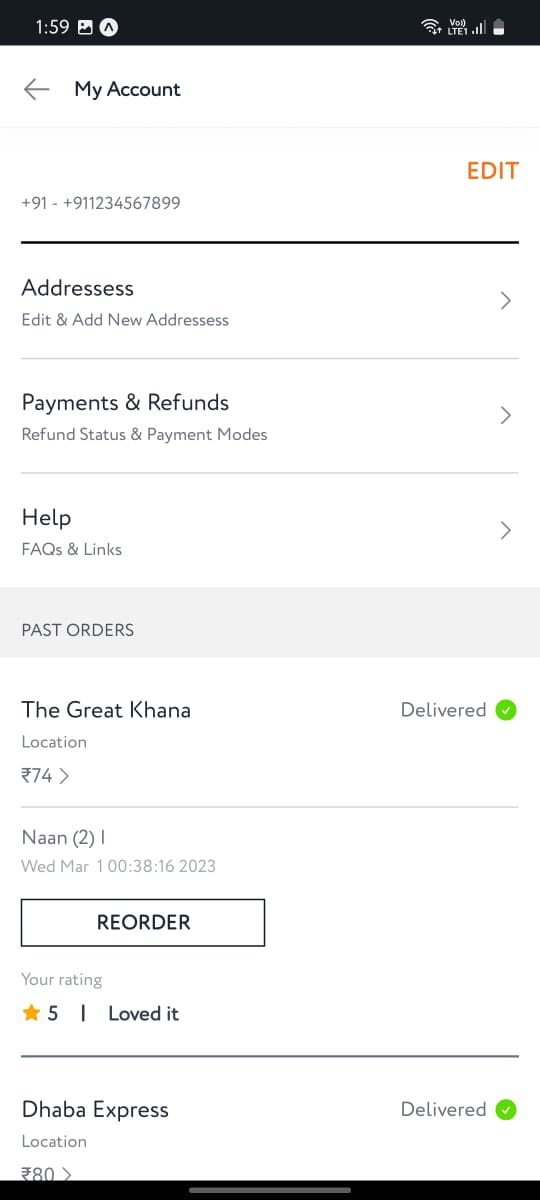 1:59
Vo))
LTE1
My Account
EDIT
+91 - +911234567899
Addressess
Edit & Add New Addressess
Payments & Refunds
Refund Status & Payment Modes
Help
FAQs & Links
PAST ORDERS
The Great Khana
Delivered
Location
₹74 >
Naan (2) |
Wed Mar 1 00:38:16 2023
REORDER
Your rating
5 | Loved it
Dhaba Express
Delivered
Location
₹80 >